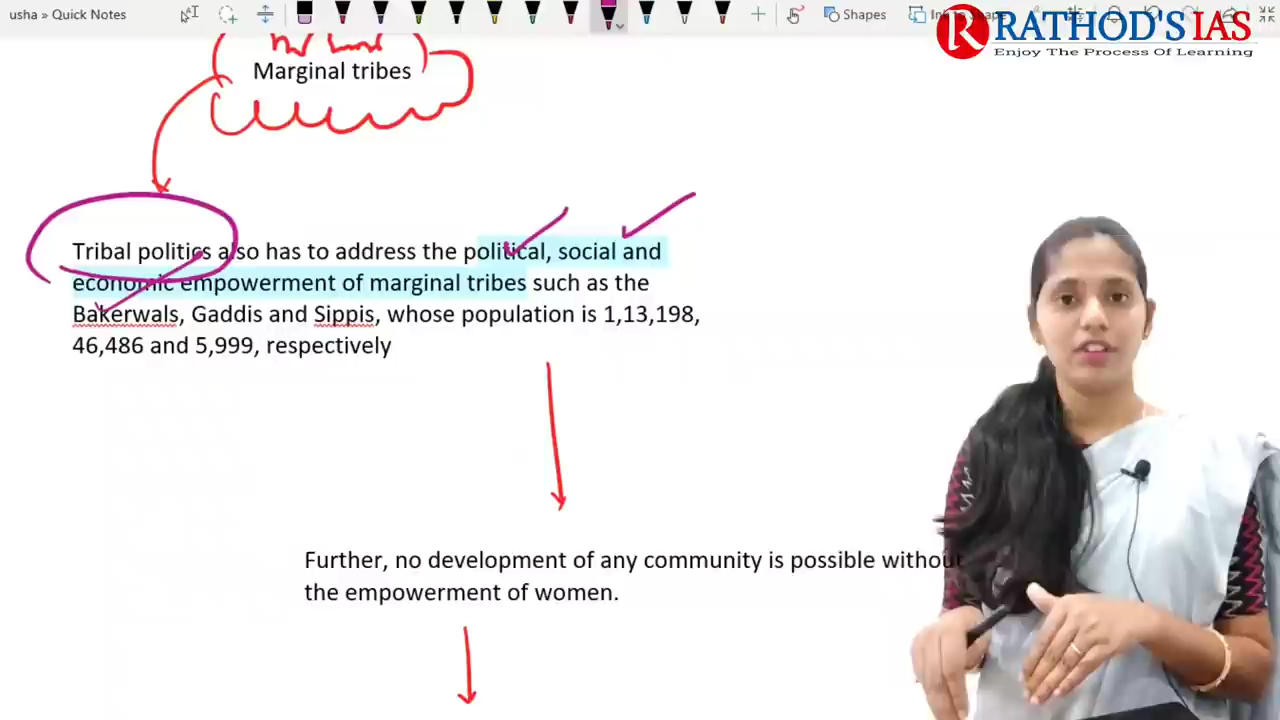 usha » Quick Notes
Shapes
RATHOD'S IAS
Enjoy The Process Of Learning
Marginal tribes
Tribal politics also has to address the political, social and
economic empowerment of marginal tribes such as the
Bakerwals, Gaddis and Sippis, whose population is 1,13,198,
46,486 and 5,999, respectively
Further, no development of any community is possible without
the empowerment of women.